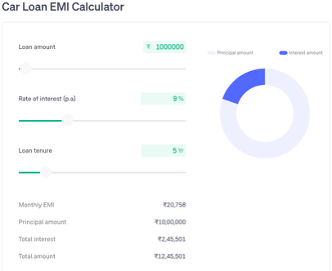 Car Loan EMI Calculator
Loan amount
₹ 1000000
Principal amount
Interest amount
Rate of interest (p.a)
9 %
Loan tenure
5 Yr
Monthly EMI
₹20,758
Principal amount
₹10,00,000
Total interest
₹2,45,501
Total amount
₹12,45,501